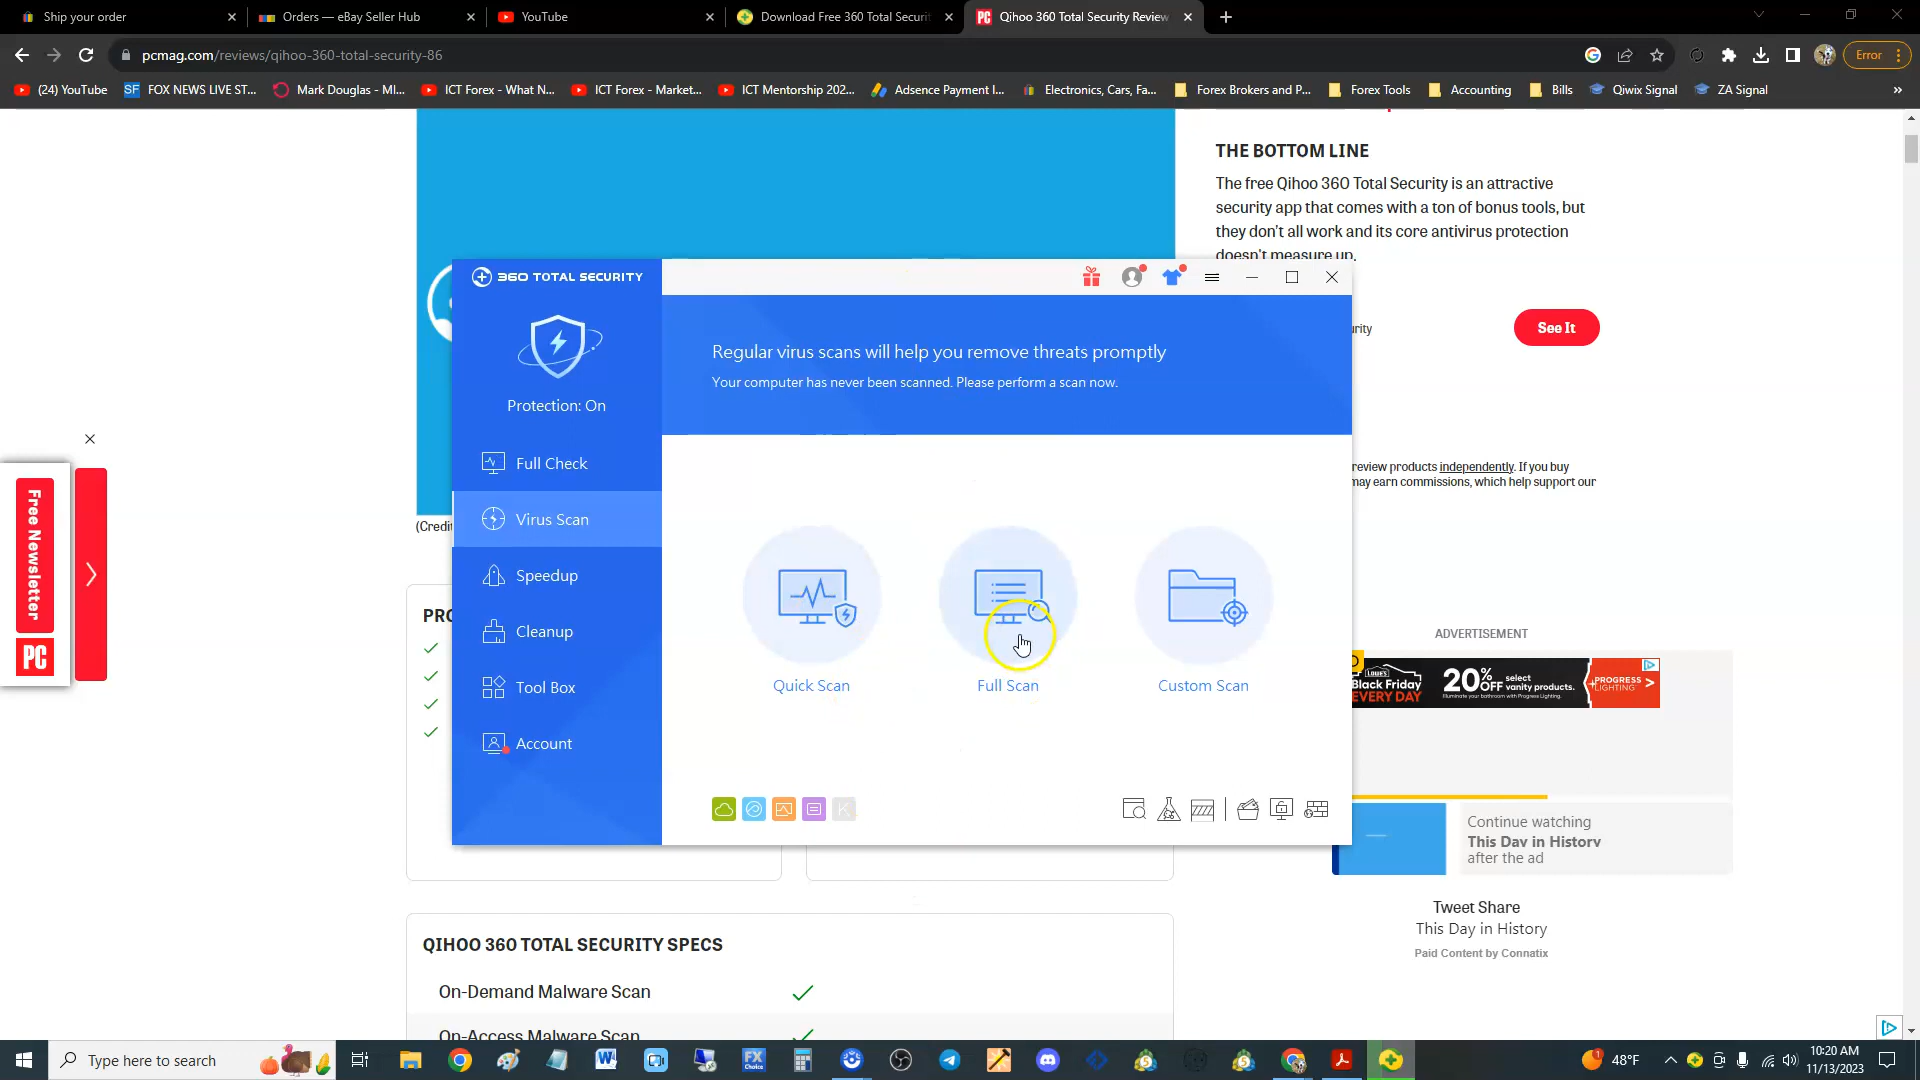 Ship your order
Orders — eBay Seller Hub
YouTube
Download Free 360 Total Securit
Qihoo 360 Total Security Review
pcmag.com/reviews/qihoo-360-total-security-86
Error
(24) YouTube
FOX NEWS LIVE ST...
Mark Douglas - MI...
ICT Forex - What N...
ICT Forex - Market...
ICT Mentorship 202...
Adsence Payment I...
Electronics, Cars, Fa...
Forex Brokers and P...
Forex Tools
Accounting
Bills
Qiwix Signal
ZA Signal
»
THE BOTTOM LINE
The free Qihoo 360 Total Security is an attractive
security app that comes with a ton of bonus tools, but
they don't all work and its core antivirus protection
doesn't measure up.
urity
See It
review products independently. If you buy
may earn commissions, which help support our
360 TOTAL SECURITY
Protection: On
Full Check
Virus Scan
Speedup
Cleanup
Tool Box
Account
Regular virus scans will help you remove threats promptly
Your computer has never been scanned. Please perform a scan now.
Quick Scan
Full Scan
Custom Scan
Free Newsletter
PC
(Credit
PRO
QIHOO 360 TOTAL SECURITY SPECS
On-Demand Malware Scan
On-Access Malware Scan
ADVERTISEMENT
LOWE'S
Black Friday
EVERY DAY
20% OFF select
vanity products.
Illuminate your bathroom with Progress Lighting.
PROGRESS
LIGHTING
Continue watching
This Day in History
after the ad
Tweet Share
This Day in History
Paid Content by Connatix
Type here to search
FX
Choice
1
48°F
10:20 AM
11/13/2023